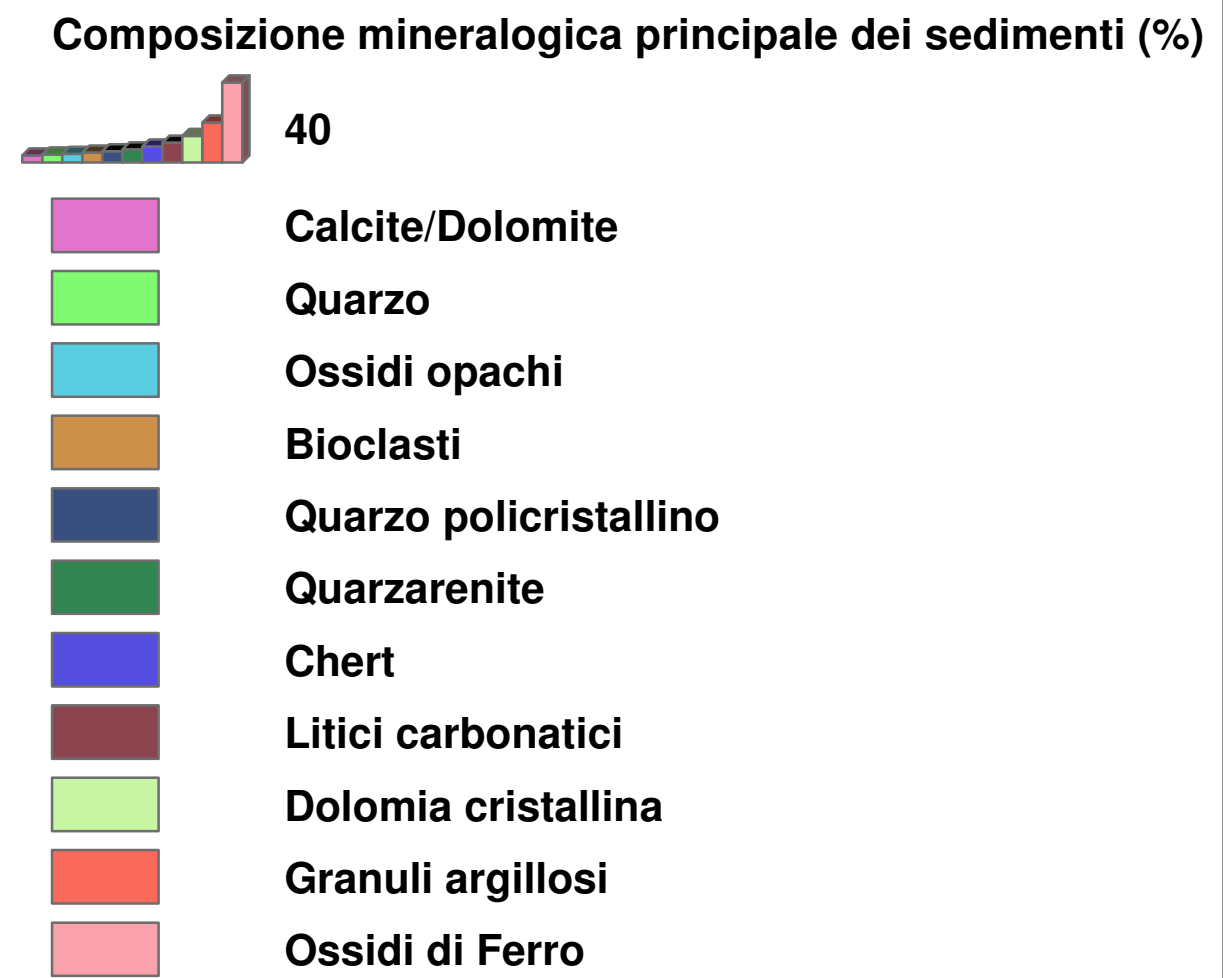 Composizione mineralogica principale dei sedimenti (%)
40
Calcite/Dolomite
Quarzo
Ossidi opachi
Bioclasti
Quarzo policristallino
Quarzarenite
Chert
Litici carbonatici
Dolomia cristallina
Granuli argillosi
Ossidi di Ferro